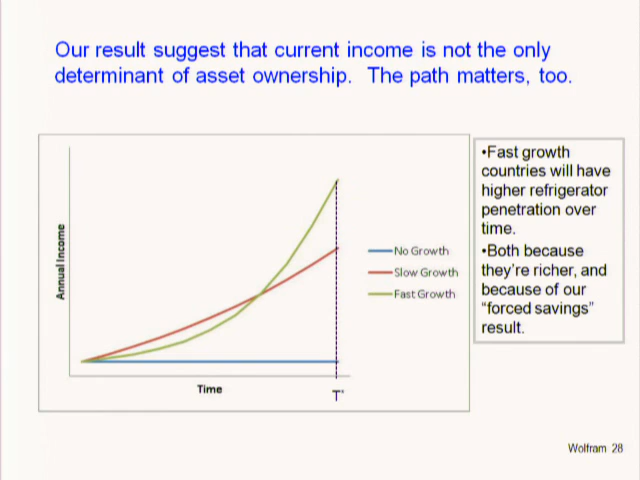 Our result suggest that current income is not the only
determinant of asset ownership. The path matters, too.
•Fast growth
countries will have
higher refrigerator
penetration over
time.
•Both because
they're richer, and
because of our
"forced savings"
result.
Annual Income
No Growth
Slow Growth
Fast Growth
Time
T'
Wolfram 28